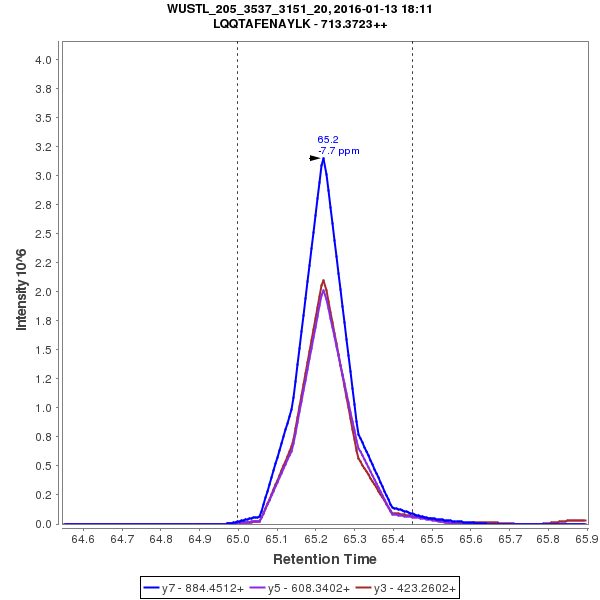 WUSTL_205_3537_3151_20, 2016-01-13 18:11
LQQTAFENAYLK - 713.3723++
4.0
3.8
3.5
3.2
3.0
2.8
2.5
2.2
2.0
1.8
1.5
1.2
1.0
0.8
0.5
0.2
0.0
Intensity 10^6
65.2
-7.7 ppm
64.6 64.7 64.8 64.9 65.0 65.1 65.2 65.3 65.4 65.5 65.6 65.7 65.8 65.9
Retention Time
y7 - 884.4512+ y5 - 608.3402+ y3 - 423.2602+